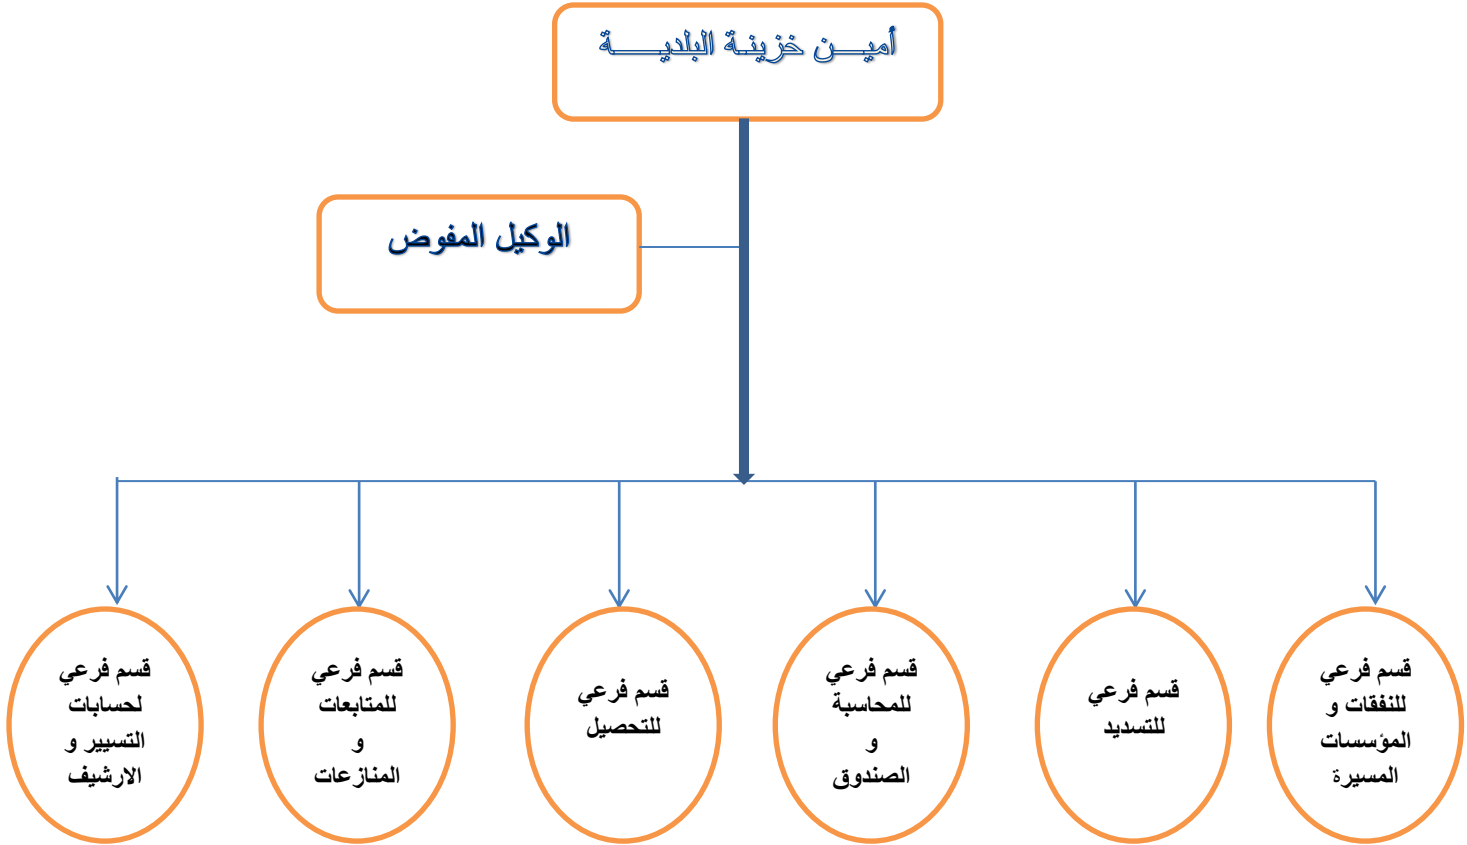 أميـــن خزينة البلديـــــة
الوكيل المفوض
قسم فرعي
للنفقات و
المؤسسات
المسيرة
قسم فرعي
للتسديد
قسم فرعي
للمحاسبة
و
الصندوق
قسم فرعي
للتحصيل
قسم فرعي
للمتابعات
و
المنازعات
قسم فرعي
لحسابات
التسيير و
الارشيف